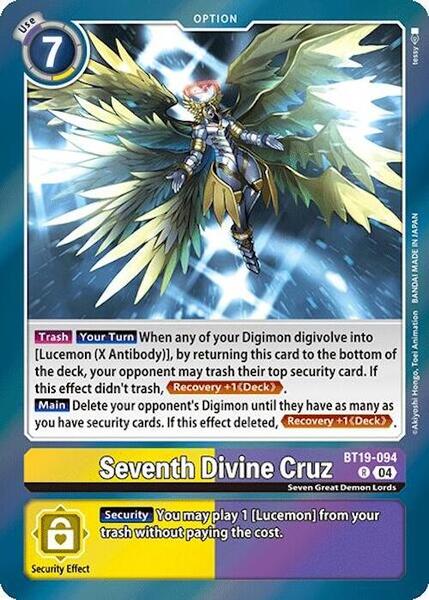 OPTION
Use
7
tessy
Trash Your Turn When any of your Digimon digivolve into
[Lucemon (X Antibody)], by returning this card to the bottom of
the deck, your opponent may trash their top security card. If
this effect didn't trash, Recovery +1《Deck》.
Main Delete your opponent's Digimon until they have as many as
you have security cards. If this effect deleted, Recovery +1《Deck》.
©Akiyoshi Hongo, Toei Animation BANDAI MADE IN JAPAN
Seventh Divine Cruz
BT19-094
R 04
Seven Great Demon Lords
Security You may play 1 [Lucemon] from your
trash without paying the cost.
Security Effect